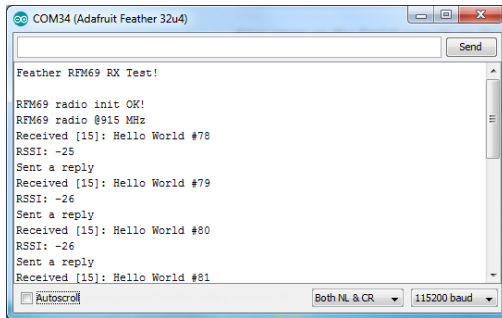 COM34 (Adafruit Feather 32u4)
Send
Feather RFM69 RX Test!
RFM69 radio init OK!
RFM69 radio @915 MHz
Received [15]: Hello World #78
RSSI: -25
Sent a reply
Received [15]: Hello World #79
RSSI: -26
Sent a reply
Received [15]: Hello World #80
RSSI: -26
Sent a reply
Received [15]: Hello World #81
Autoscroll
Both NL & CR
115200 baud